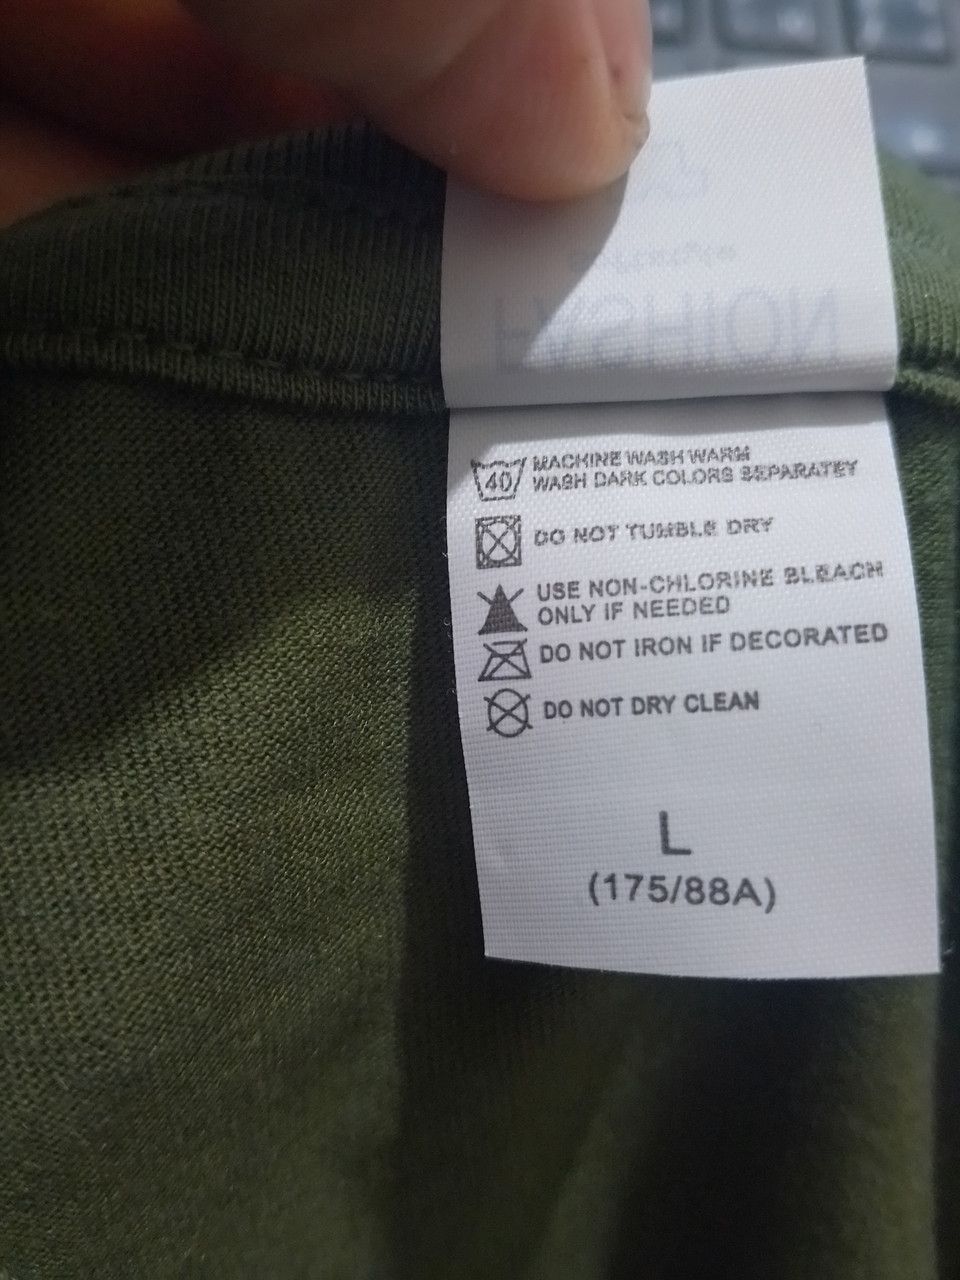 FASHION
40
MACHINE WASH WARM
WASH DARK COLORS SEPARATEY
DO NOT TUMBLE DRY
USE NON-CHLORINE BLEACH
ONLY IF NEEDED
DO NOT IRON IF DECORATED
DO NOT DRY CLEAN
L
(175/88A)